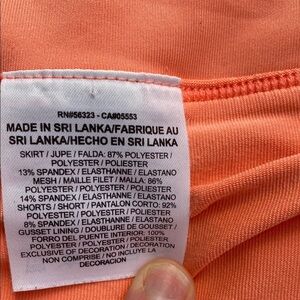 RN#56323 - CA#05553
MADE IN SRI LANKA/FABRIQUE AU
SRI LANKA/HECHO EN SRI LANKA
SKIRT / JUPE / FALDA: 87% POLYESTER /
POLYESTER / POLIESTER
13% SPANDEX / ELASTHANNE / ELASTANO
MESH / MAILLE FILET / MALLA: 86%
POLYESTER / POLYESTER / POLIESTER
14% SPANDEX / ELASTHANNE / ELASTANO
SHORTS / SHORT / PANTALON CORTO: 92%
POLYESTER / POLYESTER / POLIESTER
8% SPANDEX / ELASTHANNE / ELASTANO
GUSSET LINING / DOUBLURE DE GOUSSET /
FORRO DEL PUENTE INTERIOR: 100%
POLYESTER / POLYESTER / POLIESTER
EXCLUSIVE OF DECORATION / DECORATION
NON COMPRISE / NO INCLUYE LA
DECORACION